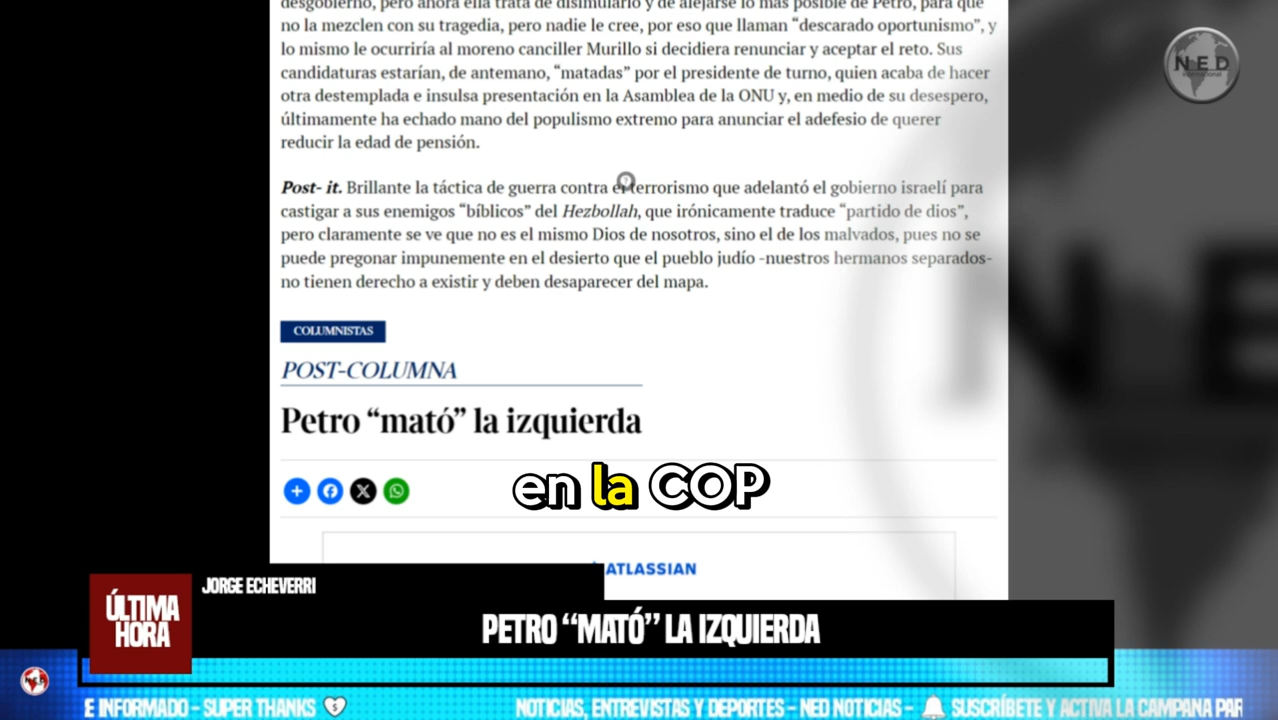 desgobierno, pero ahora ella trata de disimularlo y de alejarse lo más posible de Petro, para que
no la mezclen con su tragedia, pero nadie le cree, por eso que llaman “descarado oportunismo”, y
lo mismo le ocurriría al moreno canciller Murillo si decidiera renunciar y aceptar el reto. Sus
candidaturas estarían, de antemano, “matadas” por el presidente de turno, quien acaba de hacer
otra destemplada e insulsa presentación en la Asamblea de la ONU y, en medio de su desespero,
últimamente ha echado mano del populismo extremo para anunciar el adefesio de querer
reducir la edad de pensión.
Post- it. Brillante la táctica de guerra contra el terrorismo que adelantó el gobierno israelí para
castigar a sus enemigos “bíblicos” del Hezbollah, que irónicamente traduce “partido de dios”,
pero claramente se ve que no es el mismo Dios de nosotros, sino el de los malvados, pues no se
puede pregonar impunemente en el desierto que el pueblo judío -nuestros hermanos separados-
no tienen derecho a existir y deben desaparecer del mapa.
COLUMNISTAS
POST-COLUMNA
Petro “mató” la izquierda
en la COP
ATLASSIAN
JORGE ECHEVERRI
ÚLTIMA
HORA
PETRO “MATÓ” LA IZQUIERDA
E INFORMADO - SUPER THANKS
NOTICIAS, ENTREVISTAS Y DEPORTES - NED NOTICIAS -
SUSCRÍBETE Y ACTIVA LA CAMPANA PAR
NED